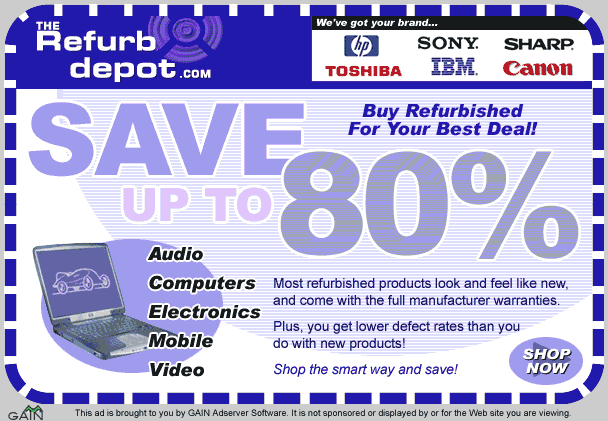 THE
Refurb
depot.com
We've got your brand...
hp
SONY.
SHARP.
TOSHIBA
IBM.
Canon
SAVE
UP TO
80%
Buy Refurbished
For Your Best Deal!
Audio
Computers
Electronics
Mobile
Video
Most refurbished products look and feel like new,
and come with the full manufacturer warranties.
Plus, you get lower defect rates than you
do with new products!
Shop the smart way and save!
SHOP
NOW
GAIN
This ad is brought to you by GAIN Adserver Software. It is not sponsored or displayed by or for the Web site you are viewing.